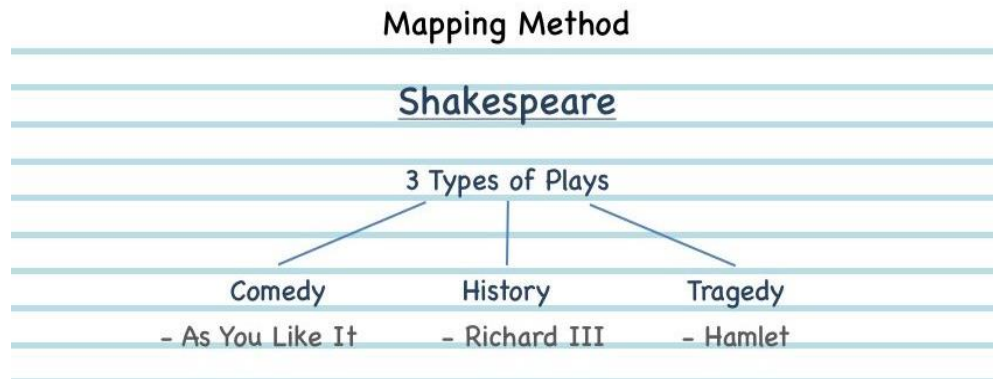 Mapping Method
Shakespeare
3 Types of Plays
Comedy History Tragedy
- As You Like It - Richard III - Hamlet